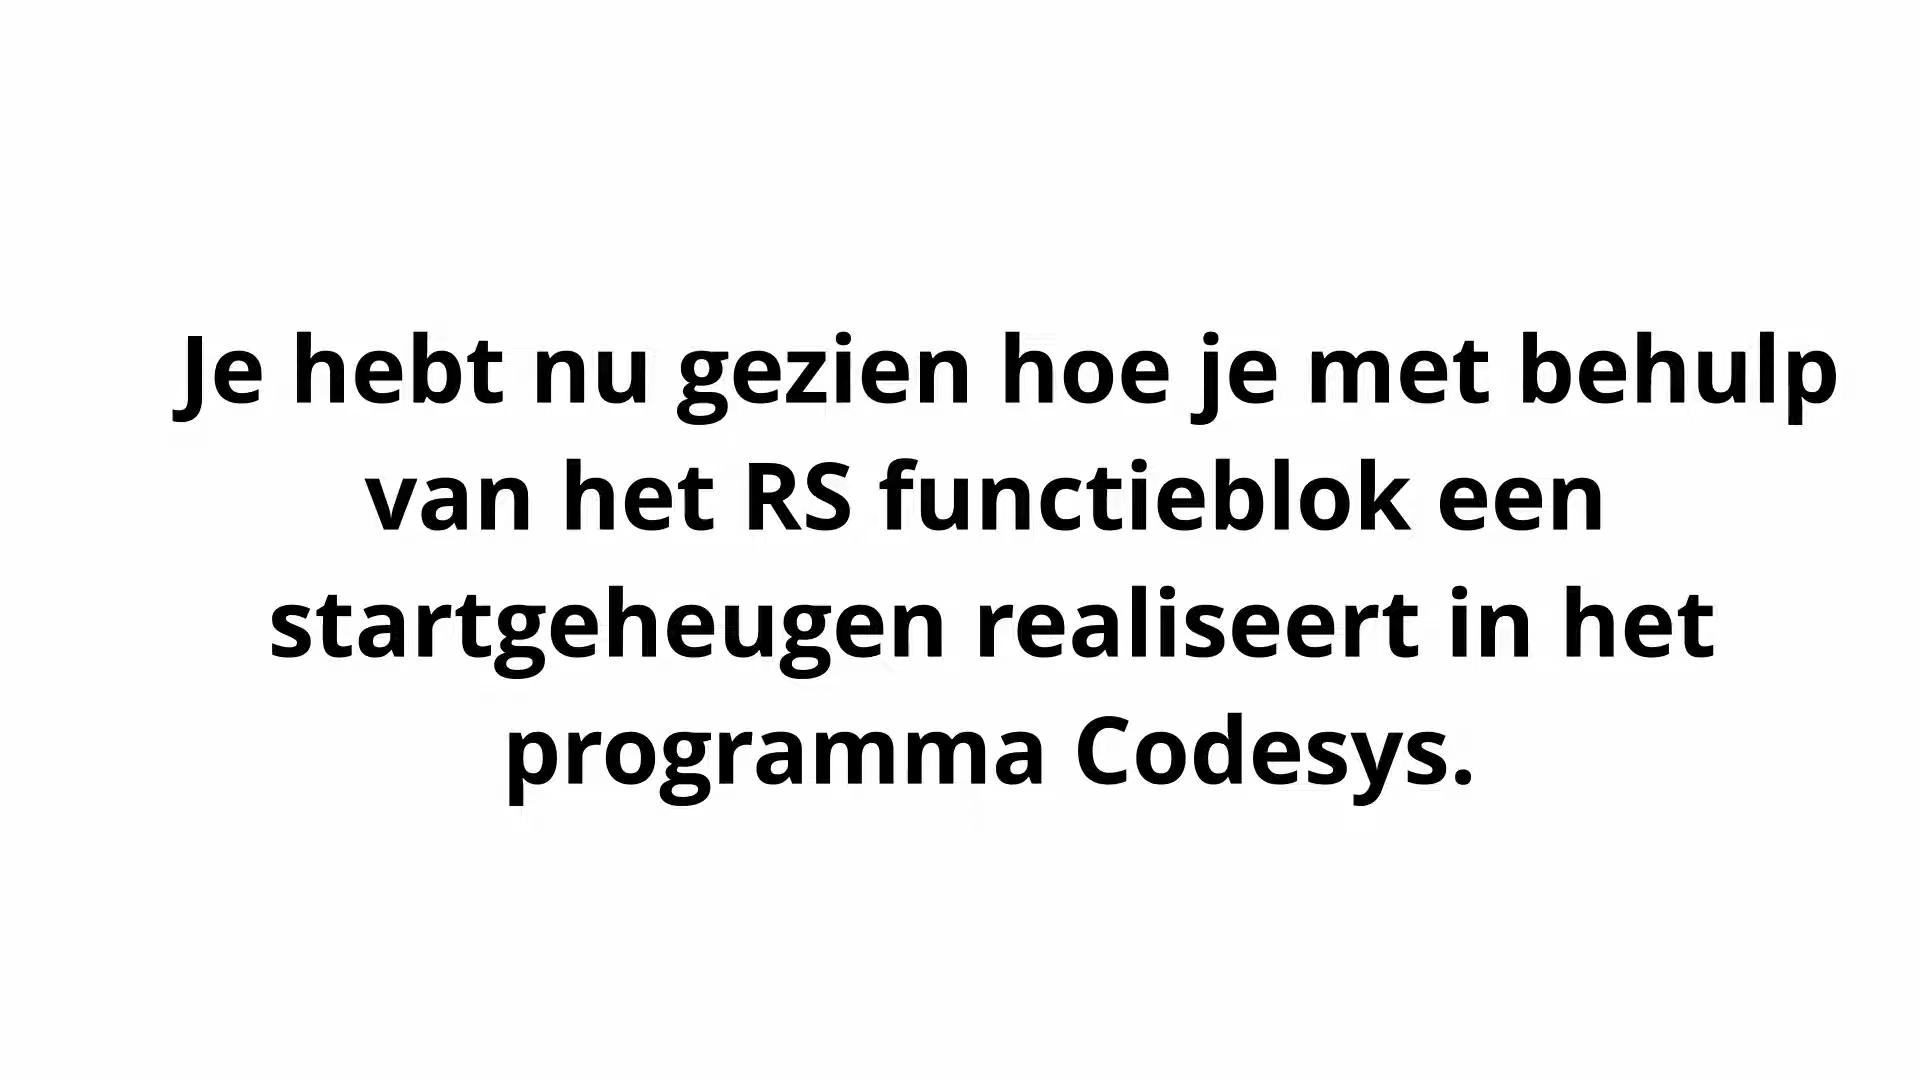 Je hebt nu gezien hoe je met behulp
van het RS functieblok een
startgeheugen realiseert in het
programma Codesys.